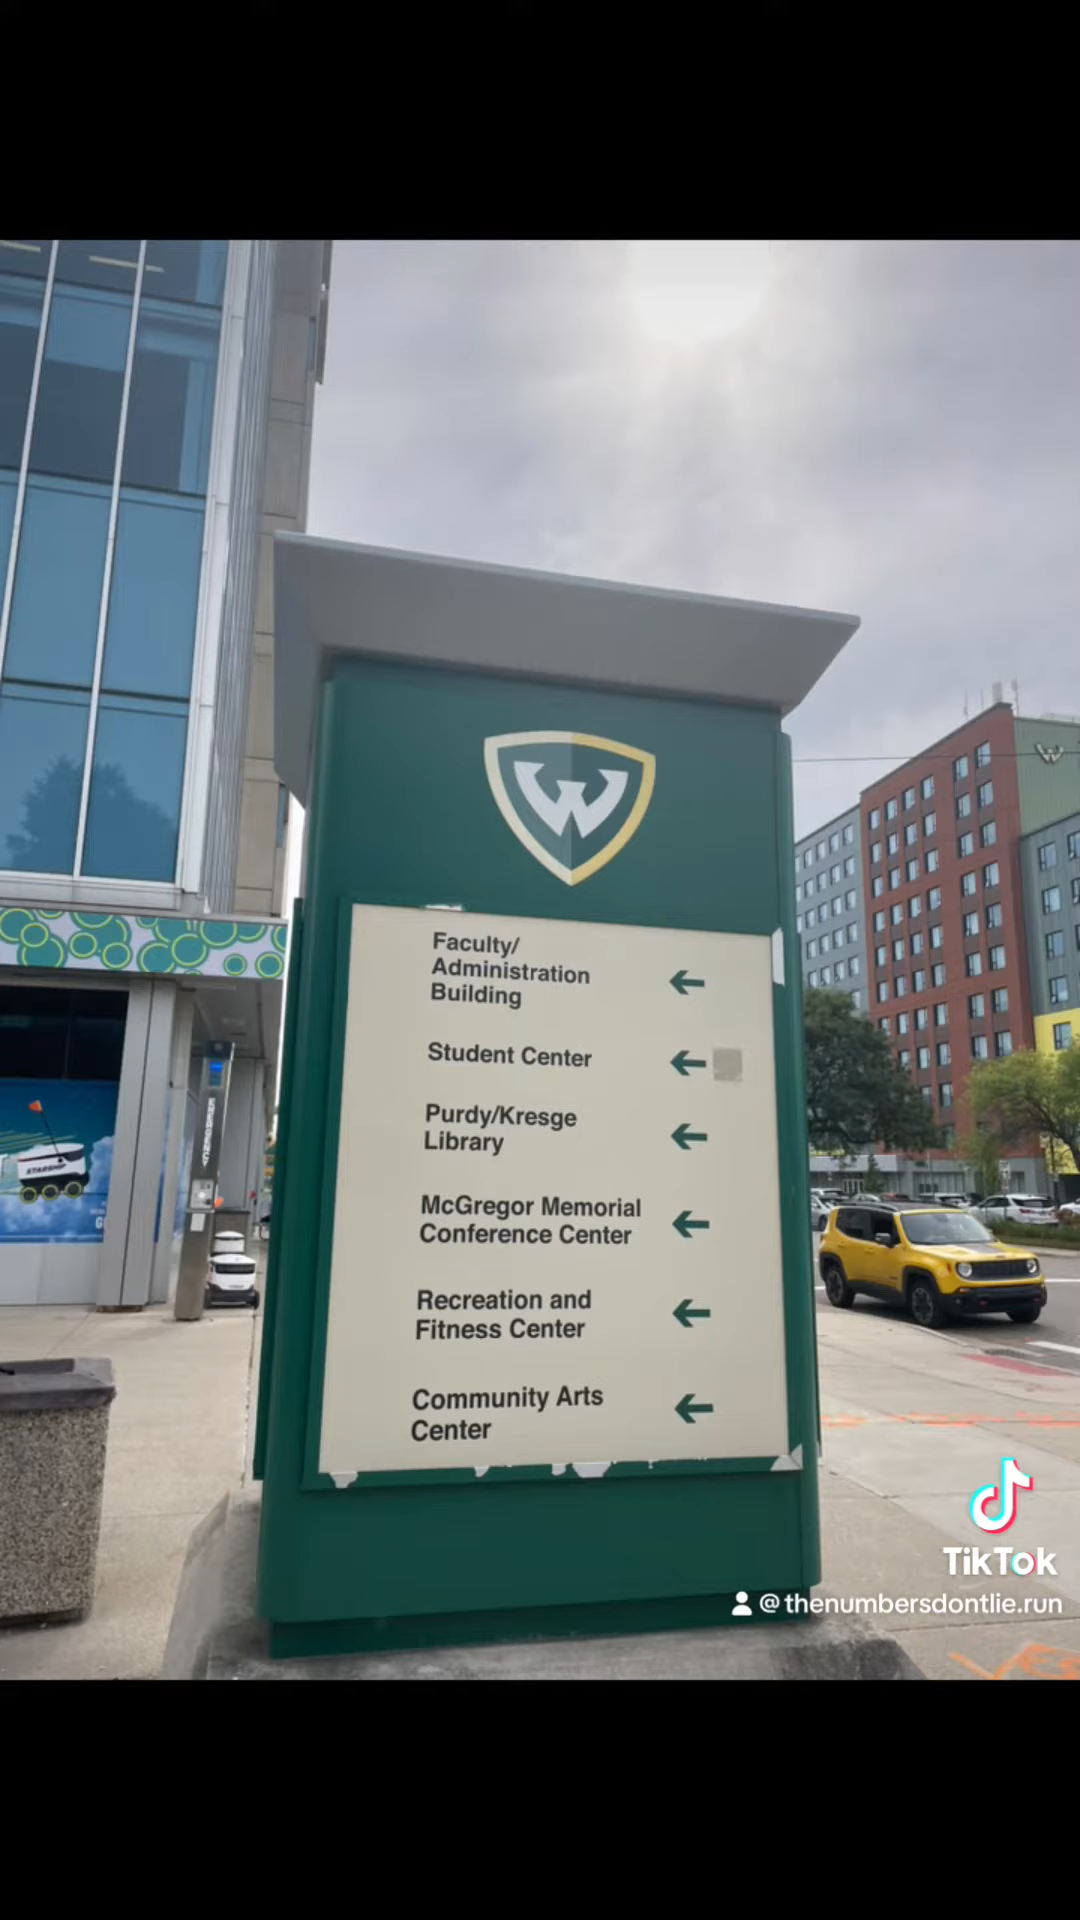 Faculty/
Administration
Building
Student Center
Purdy/Kresge
Library
McGregor Memorial
Conference Center
Recreation and
Fitness Center
Community Arts
Center
STARSHIP
TikTok
@thenumbersdontlie.run